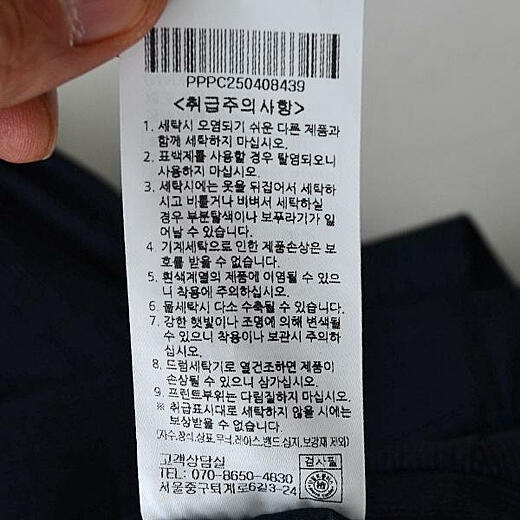 PPPC250408439
<취급주의사항>
1. 세탁시 오염되기 쉬운 다른 제품과
함께 세탁하지 마십시오.
2. 표백제를 사용할 경우 탈염되오니
사용하지 마십시오.
3. 세탁시에는 옷을 뒤집어서 세탁하
시고 비틀거나 비벼서 세탁하실
경우 부분탈색이나 보푸라기가 일
어날 수 있습니다.
4. 기계세탁으로 인한 제품손상은 보
호를 받을 수 없습니다.
5. 흰색계열의 제품에 이염될 수 있으
니 착용에 주의하십시오.
6. 물세탁시 다소 수축될 수 있습니다.
7. 강한 햇빛이나 조명에 의해 변색될
수 있으니 착용이나 보관시 주의하
십시오.
8. 드럼세탁기로 열건조하면 제품이
손상될 수 있으니 삼가십시오.
9. 프린트부위는 다림질하지 마십시오.
※ 취급표시대로 세탁하지 않을 시에는
보상받을 수 없습니다.
(자수,장식,상표,무늬,레이스,밴드,심지,보강재 제외)
고객상담실
검사필
TEL: 070-8650-4830
서울중구퇴계로6길3-24